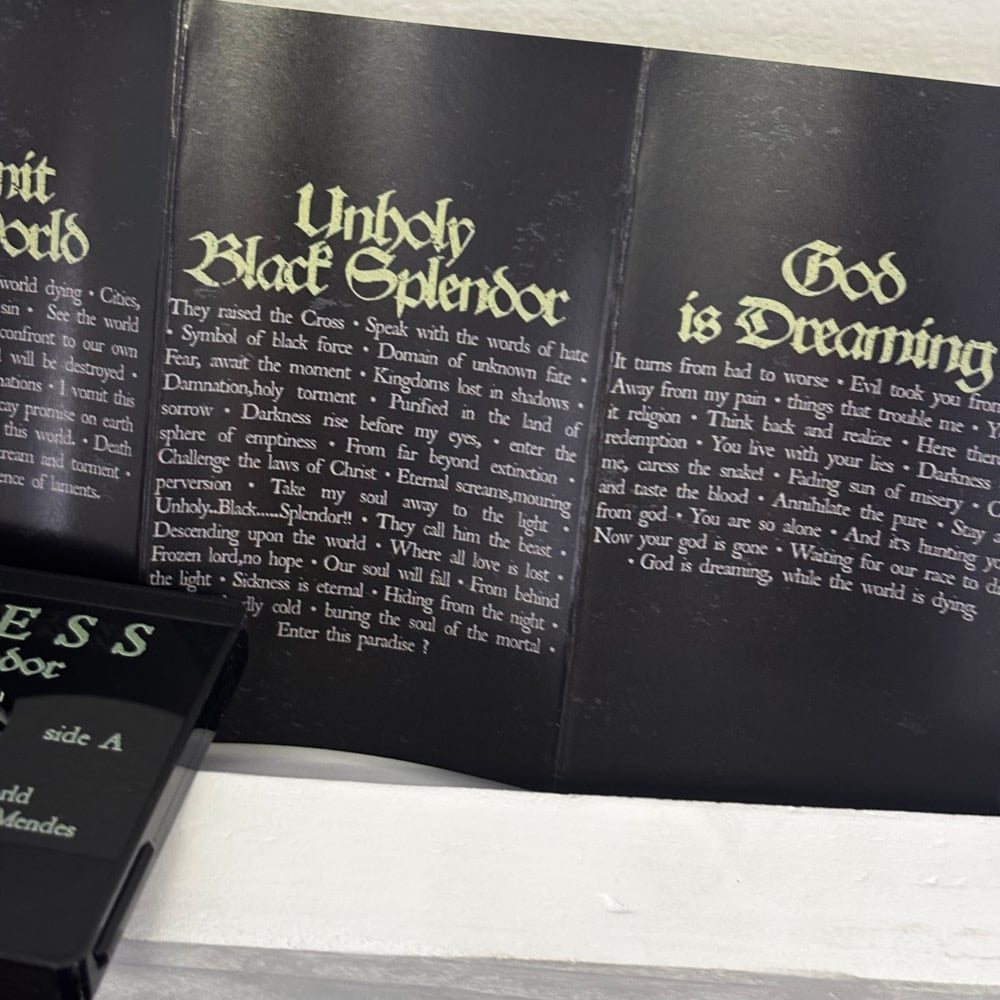 world dying • Cities,
sin • See the world
confront to our own
will be destroyed •
• I vomit this
promise on earth
this world. • Death
and torment •
of laments.
Unholy
Black Splendor
They raised the Cross • Speak with the words of hate
• Symbol of black force • Domain of unknown fate •
Fear, await the moment • Kingdoms lost in shadows •
Damnation,holy torment • Purified in the land of
sorrow • Darkness rise before my eyes, • enter the
sphere of emptiness • From far beyond extinction •
Challenge the laws of Christ • Eternal screams,mouring
perversion • Take my soul away to the light •
Unholy..Black.....Splendor!! • They call him the beast •
Descending upon the world • Where all love is lost •
Frozen lord,no hope • Our soul will fall • From behind
the light • Sickness is eternal • Hiding from the night •
cold • buring the soul of the mortal •
Enter this paradise ?
God
is Dreaming
It turns from bad to worse • Evil took you
Away from my pain • things that trouble me •
it religion • Think back and realize • Here
redemption • You live with your lies • Darkness
me, caress the snake! • Fading sun of misery •
and taste the blood • Annihilate the pure • Stay
from god • You are so alone • And it's hunting
Now your god is gone • Waiting for our race to
• God is dreaming, while the world is dying.
side A
Mendes